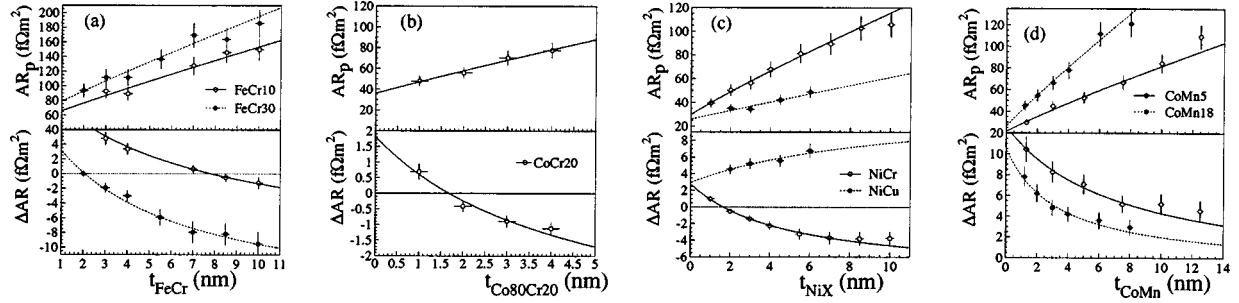 (a)
AR_p (fΩm²)
200
180
160
140
120
100
80
60
40
FeCr10
FeCr30
ΔAR (fΩm²)
4
2
0
-2
-4
-6
-8
-10
1 2 3 4 5 6 7 8 9 10 11
t_FeCr (nm)
(b)
AR_p (fΩm²)
120
100
80
60
40
20
0
CoCr20
ΔAR (fΩm²)
2
1.5
1
0.5
0
-0.5
-1
-1.5
-2
0 0.5 1 1.5 2 2.5 3 3.5 4 4.5 5
t_Co80Cr20 (nm)
(c)
AR_p (fΩm²)
120
100
80
60
40
20
NiCr
NiCu
ΔAR (fΩm²)
8
6
4
2
0
-2
-4
-6
0 2 4 6 8 10
t_NiX (nm)
(d)
AR_p (fΩm²)
120
100
80
60
40
20
CoMn5
CoMn18
ΔAR (fΩm²)
10
8
6
4
2
0
0 2 4 6 8 10 12 14
t_CoMn (nm)